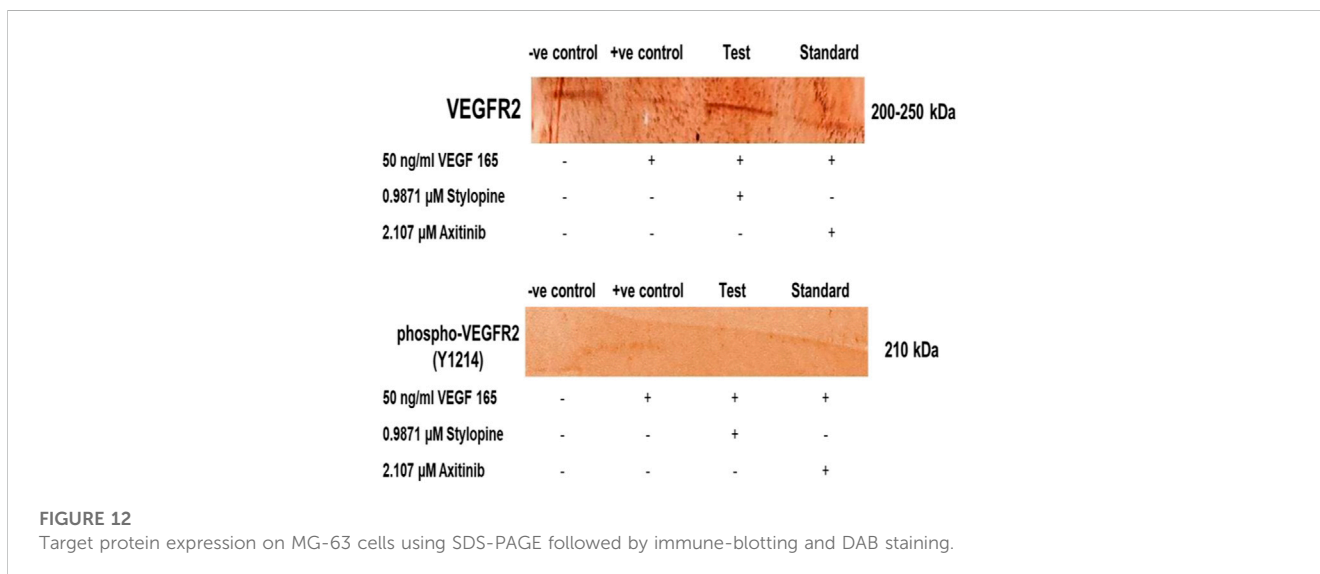 -ve control +ve control Test Standard
VEGFR2 200-250 kDa
50 ng/ml VEGF 165 - + + +
0.9871 µM Stylopine - - + -
2.107 µM Axitinib - - - +
-ve control +ve control Test Standard
phospho-VEGFR2
(Y1214)
210 kDa
50 ng/ml VEGF 165 - + + +
0.9871 µM Stylopine - - + -
2.107 µM Axitinib - - - +
FIGURE 12
Target protein expression on MG-63 cells using SDS-PAGE followed by immune-blotting and DAB staining.